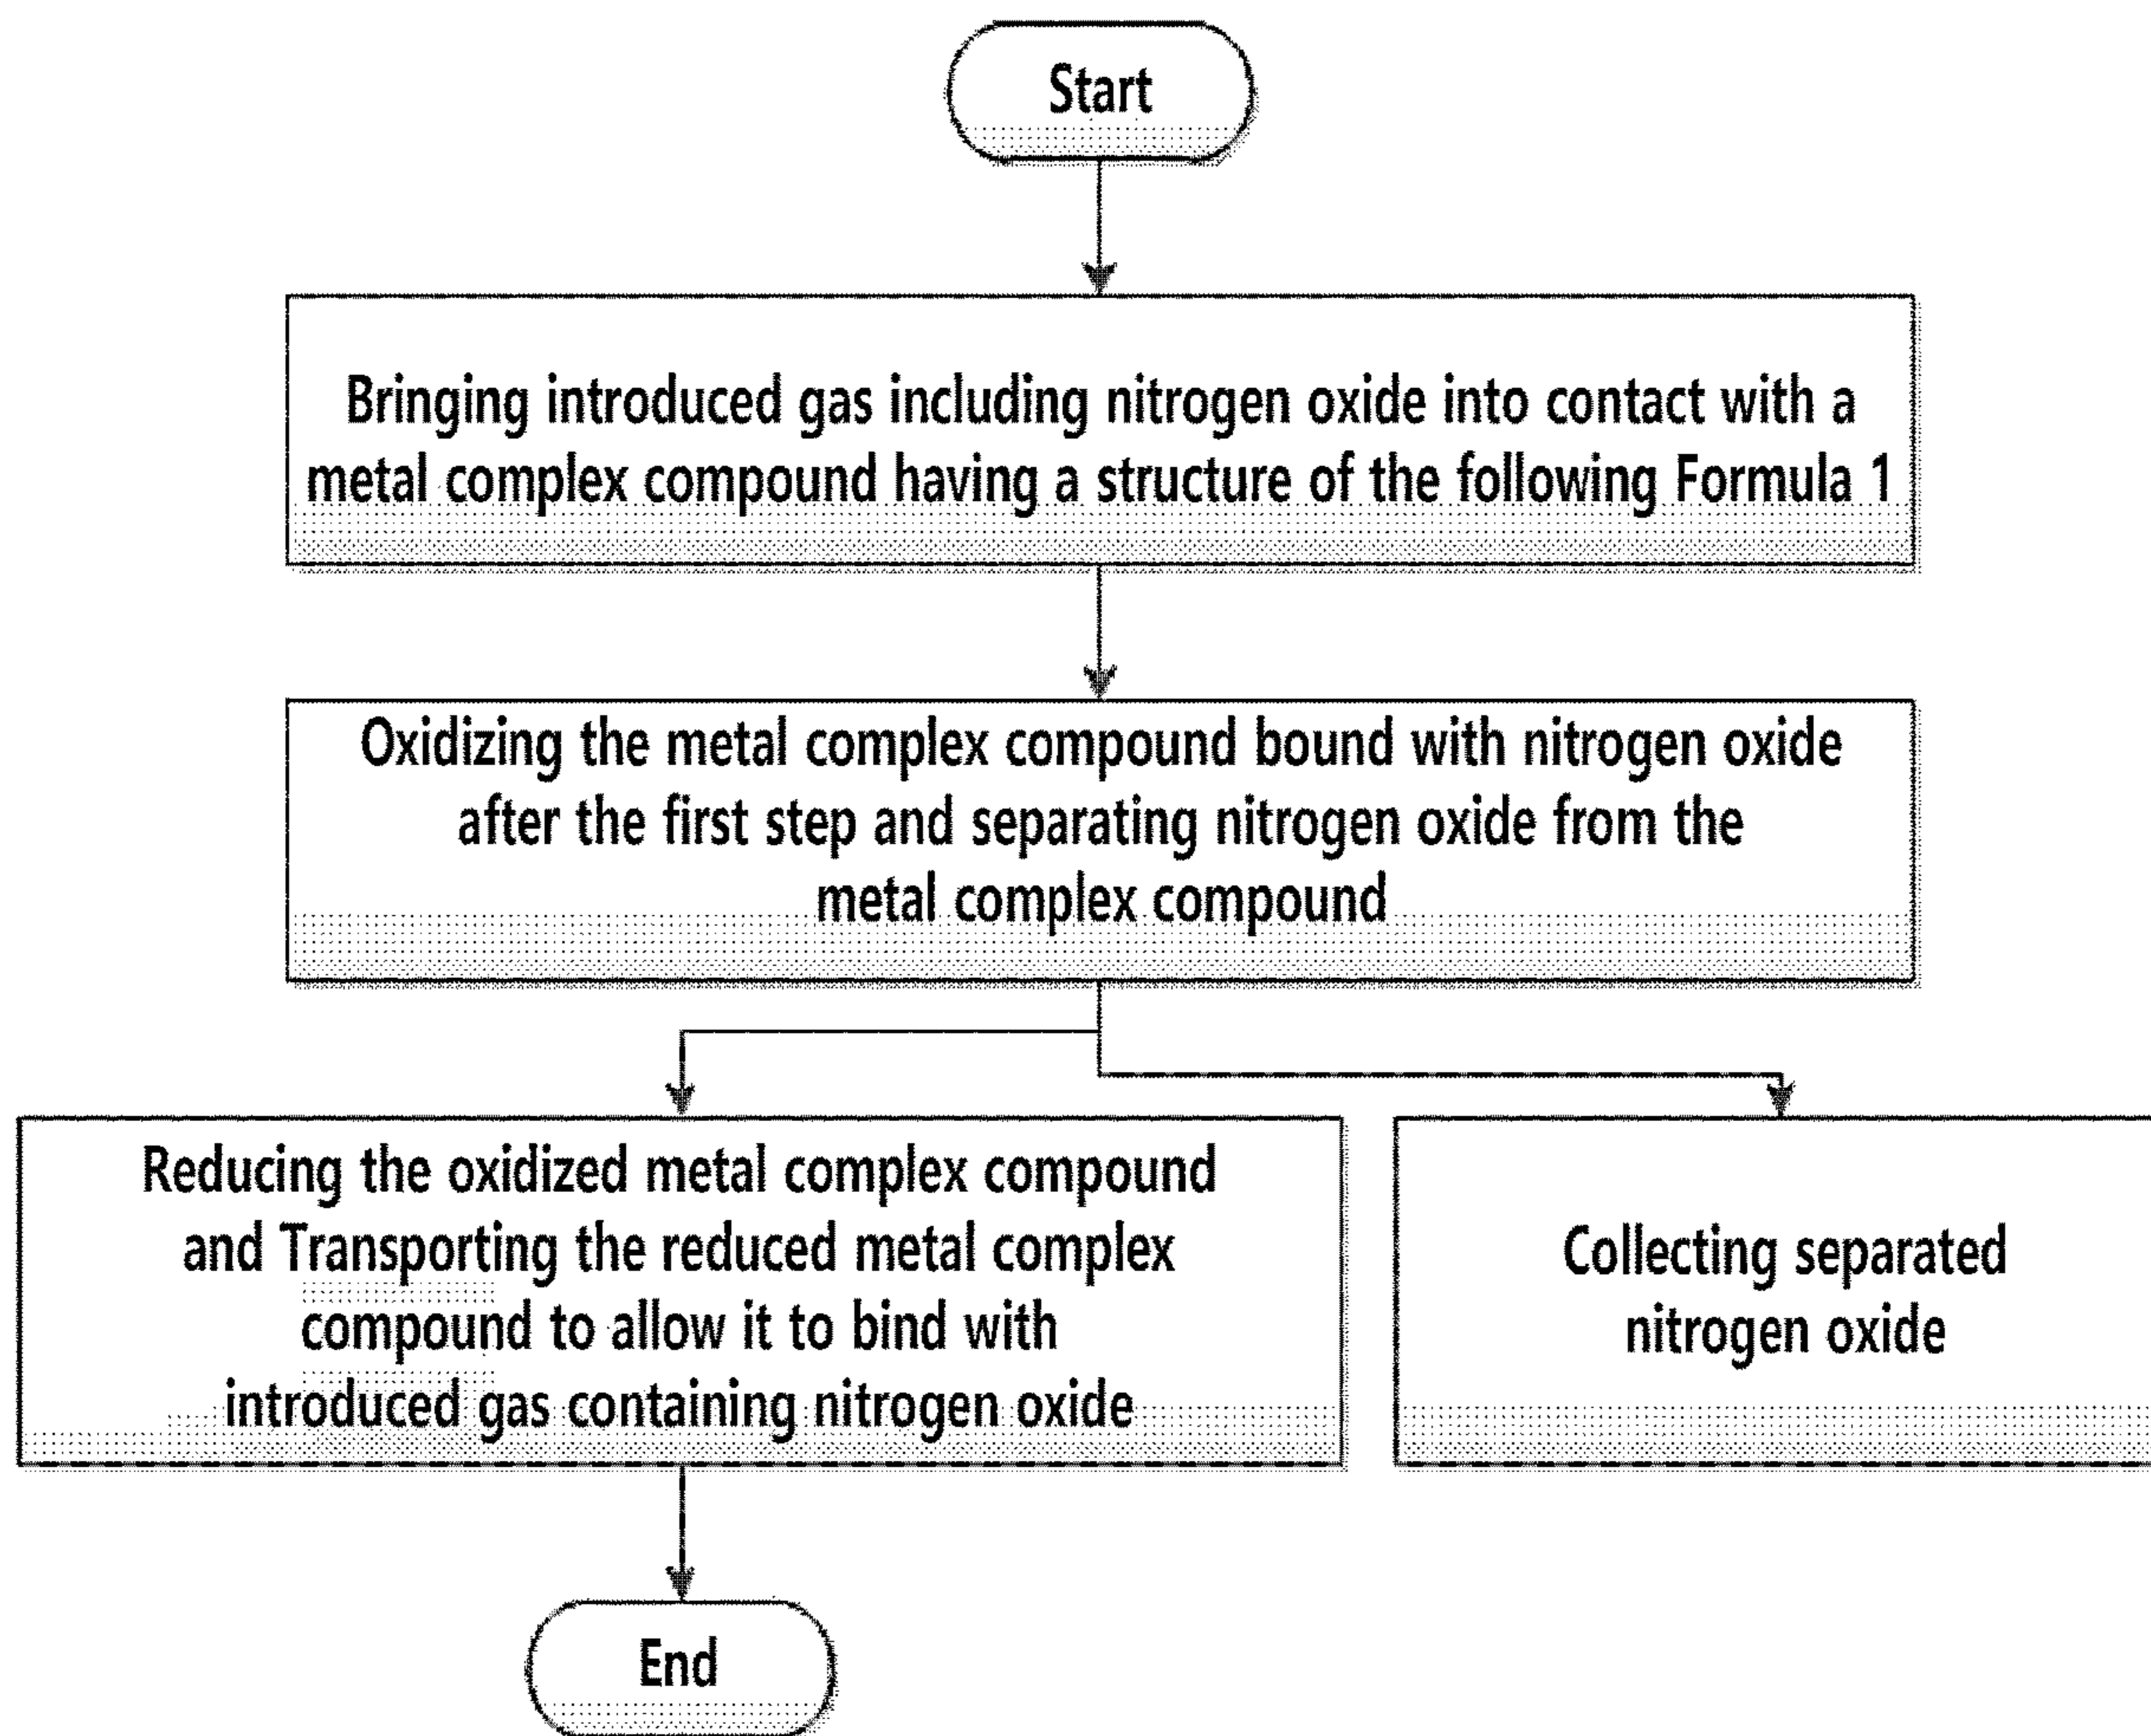 Start
Bringing introduced gas including nitrogen oxide into contact with a
metal complex compound having a structure of the following Formula 1
Oxidizing the metal complex compound bound with nitrogen oxide
after the first step and separating nitrogen oxide from the
metal complex compound
Reducing the oxidized metal complex compound
and Transporting the reduced metal complex
compound to allow it to bind with
introduced gas containing nitrogen oxide
Collecting separated
nitrogen oxide
End